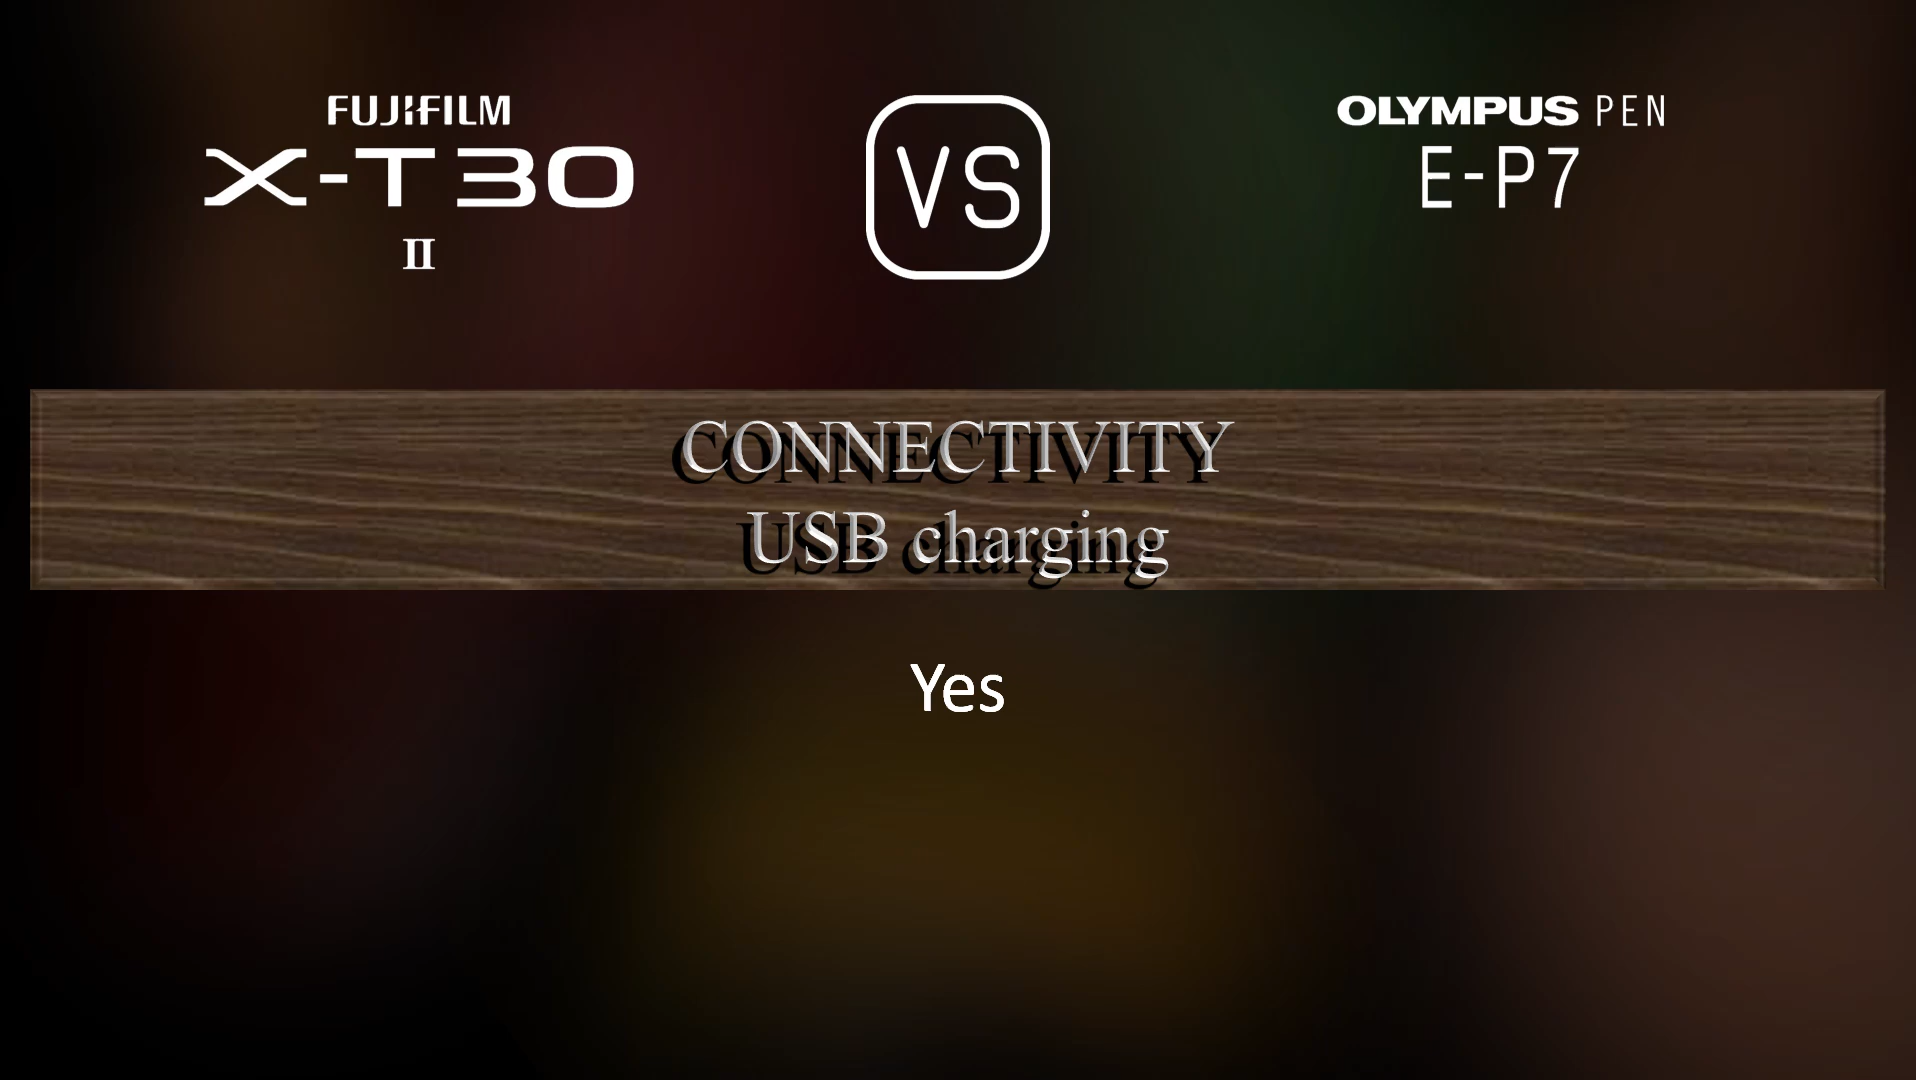 FUJIFILM
X-T30
II
VS
OLYMPUS PEN
E-P7
CONNECTIVITY
USB charging
Yes